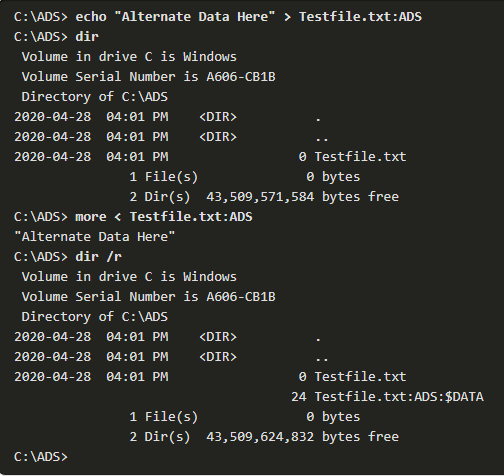 C:\ADS> echo "Alternate Data Here" > Testfile.txt:ADS
C:\ADS> dir
 Volume in drive C is Windows
 Volume Serial Number is A606-CB1B
 Directory of C:\ADS
2020-04-28  04:01 PM    <DIR>          .
2020-04-28  04:01 PM    <DIR>          ..
2020-04-28  04:01 PM                 0 Testfile.txt
               1 File(s)              0 bytes
               2 Dir(s)  43,509,571,584 bytes free
C:\ADS> more < Testfile.txt:ADS
"Alternate Data Here"
C:\ADS> dir /r
 Volume in drive C is Windows
 Volume Serial Number is A606-CB1B
 Directory of C:\ADS
2020-04-28  04:01 PM    <DIR>          .
2020-04-28  04:01 PM    <DIR>          ..
2020-04-28  04:01 PM                 0 Testfile.txt
                                    24 Testfile.txt:ADS:$DATA
               1 File(s)              0 bytes
               2 Dir(s)  43,509,624,832 bytes free
C:\ADS>